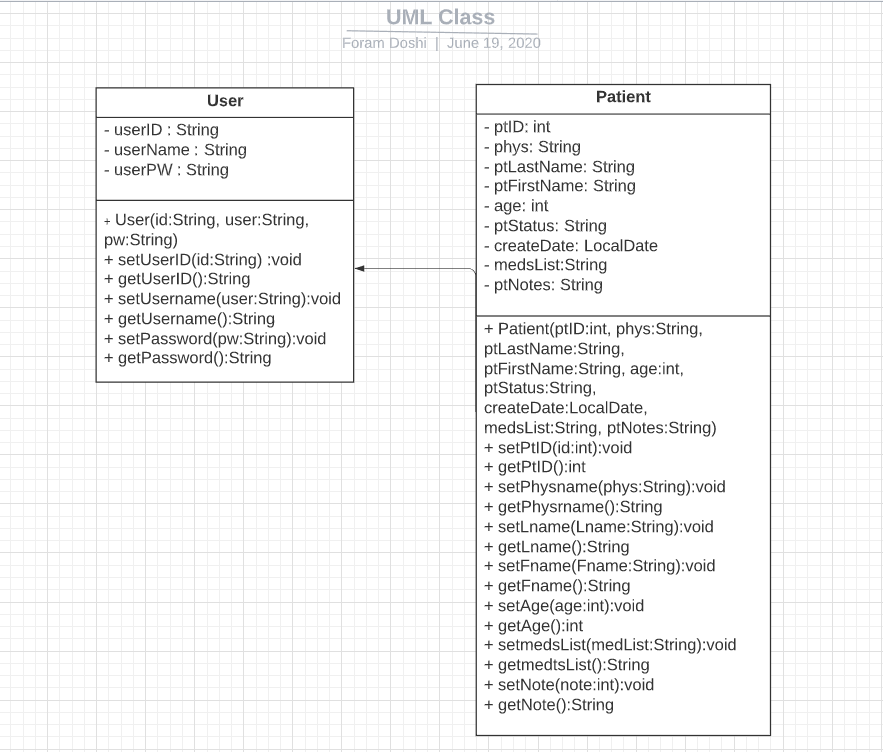 UML Class
Foram Doshi | June 19, 2020
User
- userID : String
- userName : String
- userPW : String
+ User(id:String, user:String,
pw:String)
+ setUserID(id:String) :void
+ getUserID():String
+ setUsername(user:String):void
+ getUsername():String
+ setPassword(pw:String):void
+ getPassword():String
Patient
- ptID: int
- phys: String
- ptLastName: String
- ptFirstName: String
- age: int
- ptStatus: String
- createDate: LocalDate
- medsList:String
- ptNotes: String
+ Patient(ptID:int, phys:String,
ptLastName:String,
ptFirstName:String, age:int,
ptStatus:String,
createDate:LocalDate,
medsList:String, ptNotes:String)
+ setPtID(id:int):void
+ getPtID():int
+ setPhysname(phys:String):void
+ getPhysrname():String
+ setLname(Lname:String):void
+ getLname():String
+ setFname(Fname:String):void
+ getFname():String
+ setAge(age:int):void
+ getAge():int
+ setmedsList(medList:String):void
+ getmedtsList():String
+ setNote(note:int):void
+ getNote():String